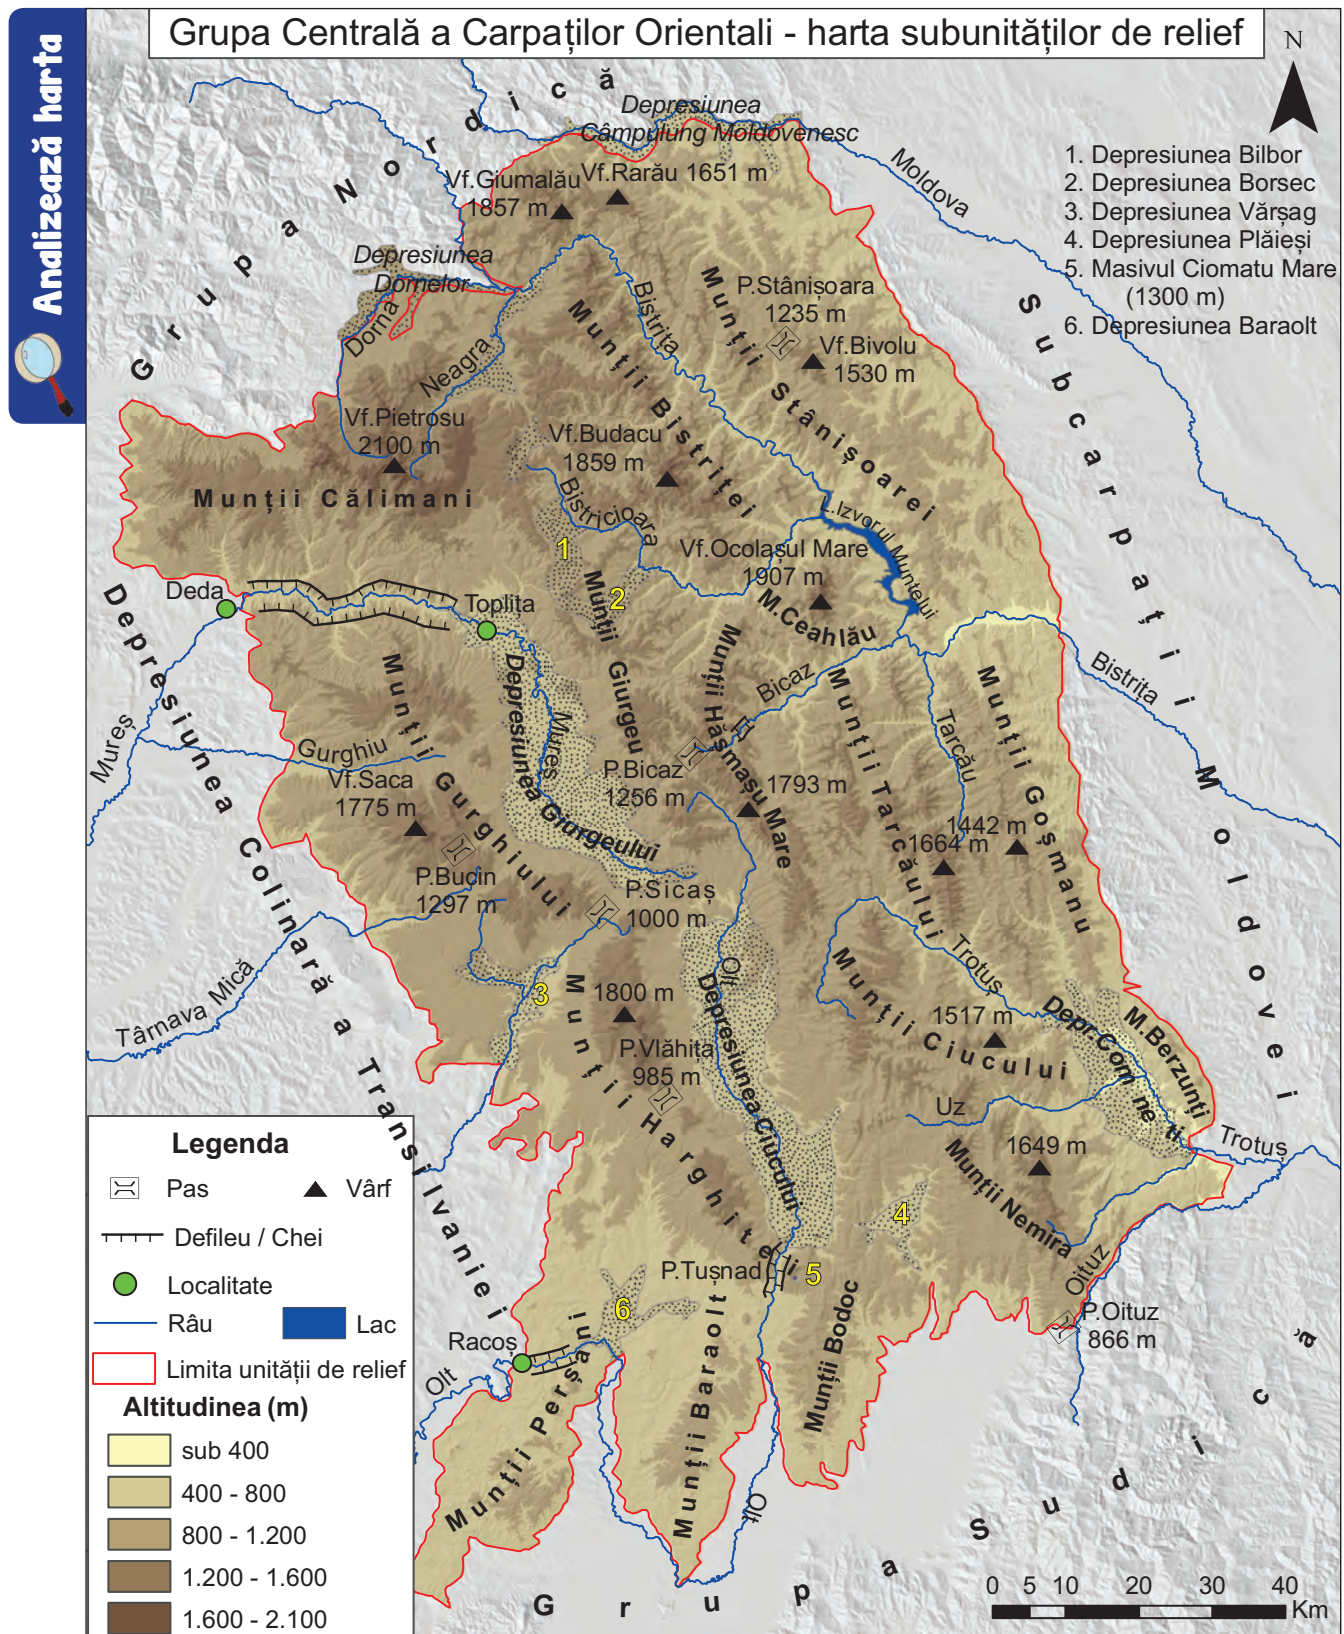 Analizează harta
Grupa Centrală a Carpaților Orientali - harta subunităților de relief
N
1. Depresiunea Bilbor
2. Depresiunea Borsec
3. Depresiunea Vărșag
4. Depresiunea Plăieși
5. Masivul Ciomatu Mare
(1300 m)
6. Depresiunea Baraolt
Grupa Nordică
Depresiunea
Câmpulung Moldovenesc
Moldova
Vf.Giumalău
1857 m
Vf.Rarău 1651 m
Depresiunea
Dornelor
Dorna
Neagra
Bistrița
Munții Stânișoarei
P.Stânișoara
1235 m
Vf.Bivolu
1530 m
Subcarpații Moldovei
Munții Bistriței
Vf.Pietrosu
2100 m
Munții Călimani
Vf.Budacu
1859 m
Bistricioara
L.Izvorul Muntelui
Vf.Ocolașul Mare
1907 m
M.Ceahlău
1
2
Deda
Toplița
Munții Giurgeu
Munții Hășmașu Mare
Bicaz
Bistrița
Mureș
Mureș
Depresiunea Giurgeului
Depresiunea Colinară a Transilvaniei
Gurghiu
Munții Gurghiului
Vf.Saca
1775 m
P.Bicaz
1256 m
1793 m
Munții Tarcăului
Tarcău
Munții Goșmanu
1442 m
1664 m
P.Bucin
1297 m
P.Sicaș
1000 m
Târnava Mică
3
Munții Harghitei
1800 m
Olt
Depresiunea Ciucului
Trotuș
Munții Ciucului
1517 m
Depr.Com ne ti
M.Berzunți
P.Vlăhița
985 m
Uz
Trotuș
1649 m
Munții Nemira
4
5
P.Tușnad
Oituz
P.Oituz
866 m
6
Racoș
Olt
Munții Perșani
Munții Baraolt
Munții Bodoc
Olt
Grupa Sudică
Legenda
Pas
Vârf
Defileu / Chei
Localitate
Râu
Lac
Limita unității de relief
Altitudinea (m)
sub 400
400 - 800
800 - 1.200
1.200 - 1.600
1.600 - 2.100
0 5 10 20 30 40
Km